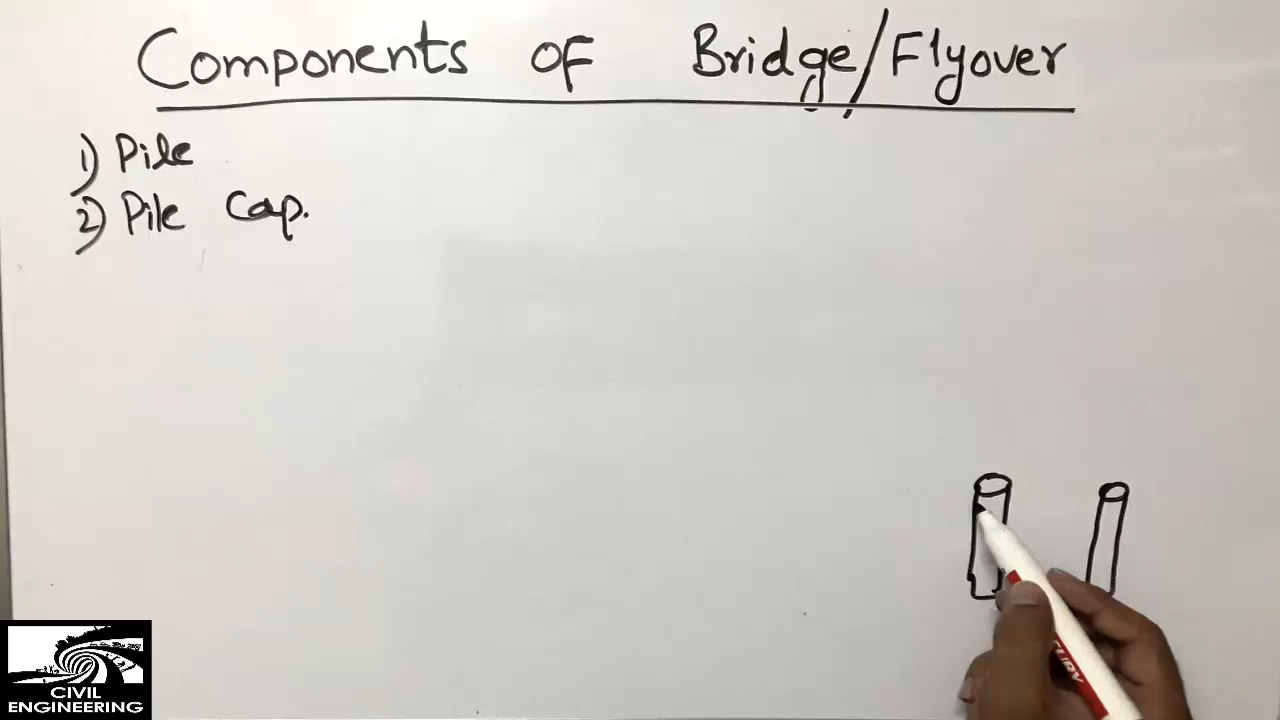 Components of Bridge/Flyover
1) Pile
2) Pile Cap.
CIVIL
ENGINEERING